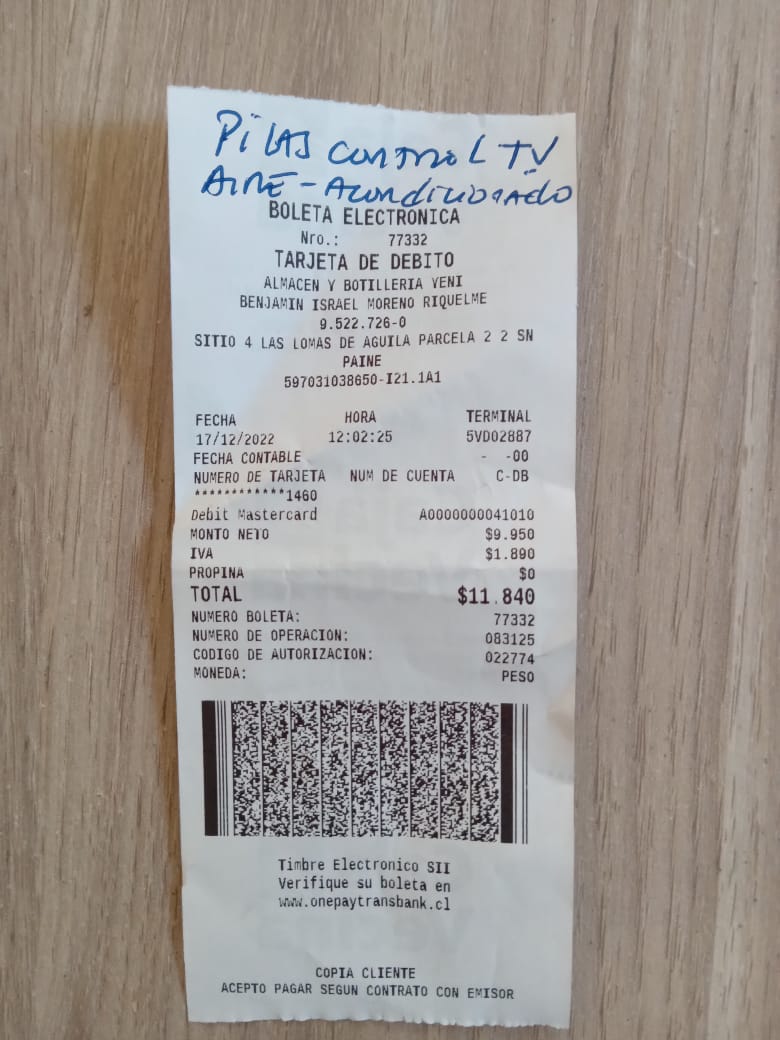 PilAS CONTROL TV
AIRE-Acondicionado
BOLETA ELECTRONICA
Nro.: 77332
TARJETA DE DEBITO
ALMACEN Y BOTILLERIA YENI
BENJAMIN ISRAEL MORENO RIQUELME
9.522.726-0
SITIO 4 LAS LOMAS DE AGUILA PARCELA 2 2 SN
PAINE
597031038650-I21.1A1
FECHA HORA TERMINAL
17/12/2022 12:02:25 5VD02887
FECHA CONTABLE - -00
NUMERO DE TARJETA NUM DE CUENTA C-DB
************1460
Debit Mastercard A0000000041010
MONTO NETO $9.950
IVA $1.890
PROPINA $0
TOTAL $11.840
NUMERO BOLETA: 77332
NUMERO DE OPERACION: 083125
CODIGO DE AUTORIZACION: 022774
MONEDA: PESO
Timbre Electronico SII
Verifique su boleta en
www.onepaytransbank.cl
COPIA CLIENTE
ACEPTO PAGAR SEGUN CONTRATO CON EMISOR